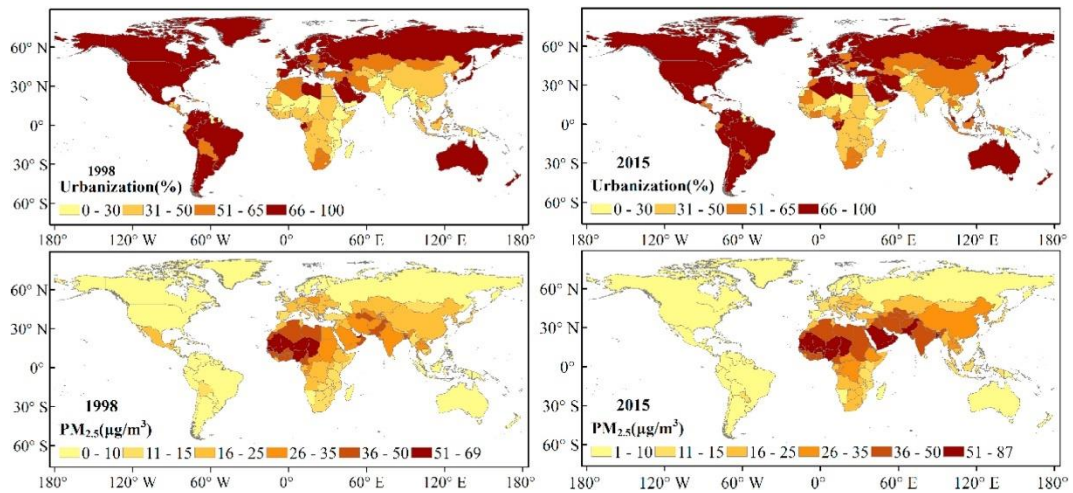 60° N
30° N
0°
30° S
60° S
1998
Urbanization(%)
0 - 30 31 - 50 51 - 65 66 - 100
180° 120° W 60° W 0° 60° E 120° E 180°
60° N
30° N
0°
30° S
60° S
2015
Urbanization(%)
0 - 30 31 - 50 51 - 65 66 - 100
180° 120° W 60° W 0° 60° E 120° E 180°
60° N
30° N
0°
30° S
60° S
1998
PM2.5(μg/m³)
0 - 10 11 - 15 16 - 25 26 - 35 36 - 50 51 - 69
180° 120° W 60° W 0° 60° E 120° E 180°
60° N
30° N
0°
30° S
60° S
2015
PM2.5(μg/m³)
1 - 10 11 - 15 16 - 25 26 - 35 36 - 50 51 - 87
180° 120° W 60° W 0° 60° E 120° E 180°